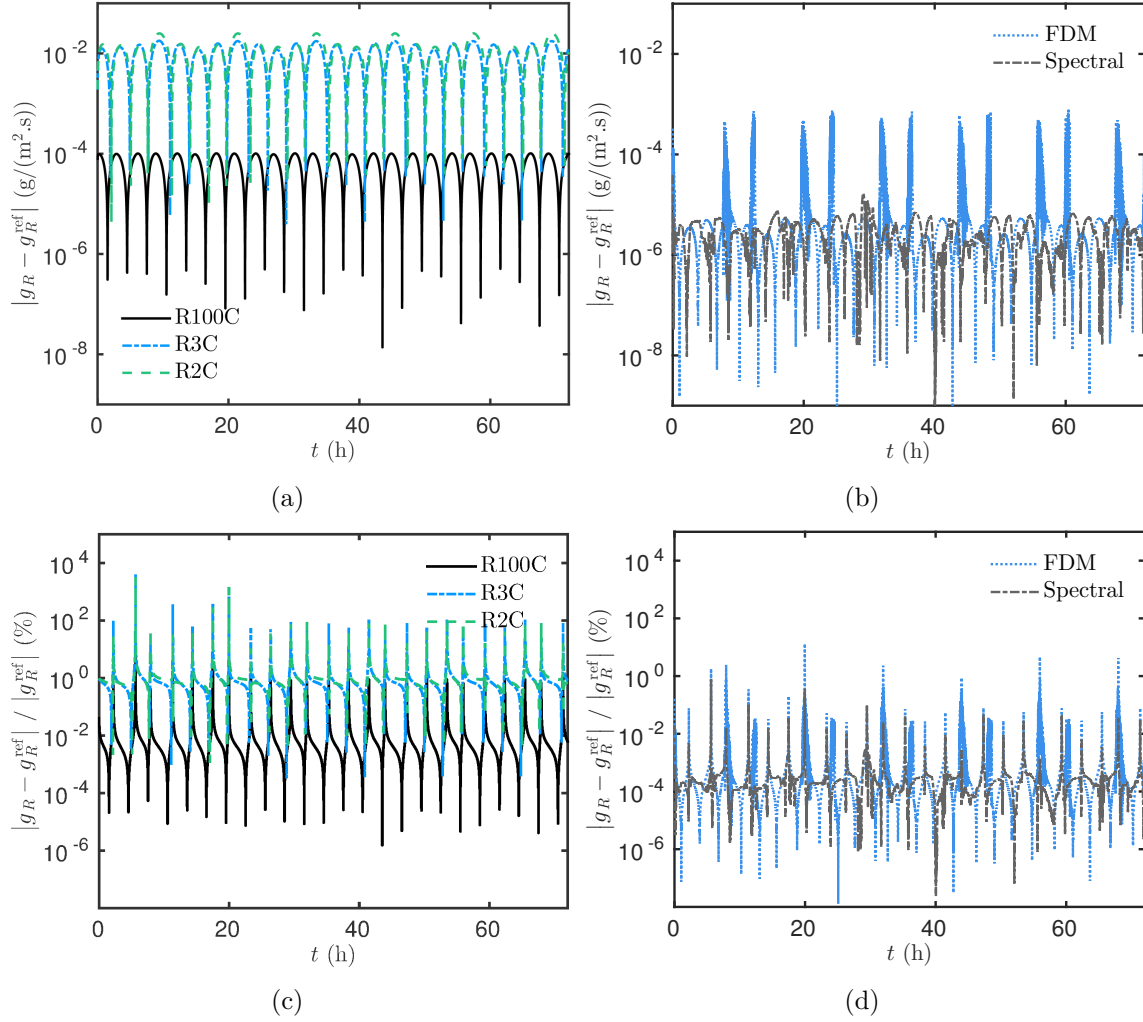 10^{-2}
10^{-4}
10^{-6}
10^{-8}
|g_R − g_R^{ref}| (g/(m².s))
R100C
R3C
R2C
0 20 40 60
t (h)
(a)
10^{-2}
10^{-4}
10^{-6}
10^{-8}
|g_R − g_R^{ref}| (g/(m².s))
FDM
Spectral
0 20 40 60
t (h)
(b)
10^{4}
10^{2}
10^{0}
10^{-2}
10^{-4}
10^{-6}
|g_R − g_R^{ref}| / |g_R^{ref}| (%)
R100C
R3C
R2C
0 20 40 60
t (h)
(c)
10^{4}
10^{2}
10^{0}
10^{-2}
10^{-4}
10^{-6}
|g_R − g_R^{ref}| / |g_R^{ref}| (%)
FDM
Spectral
0 20 40 60
t (h)
(d)